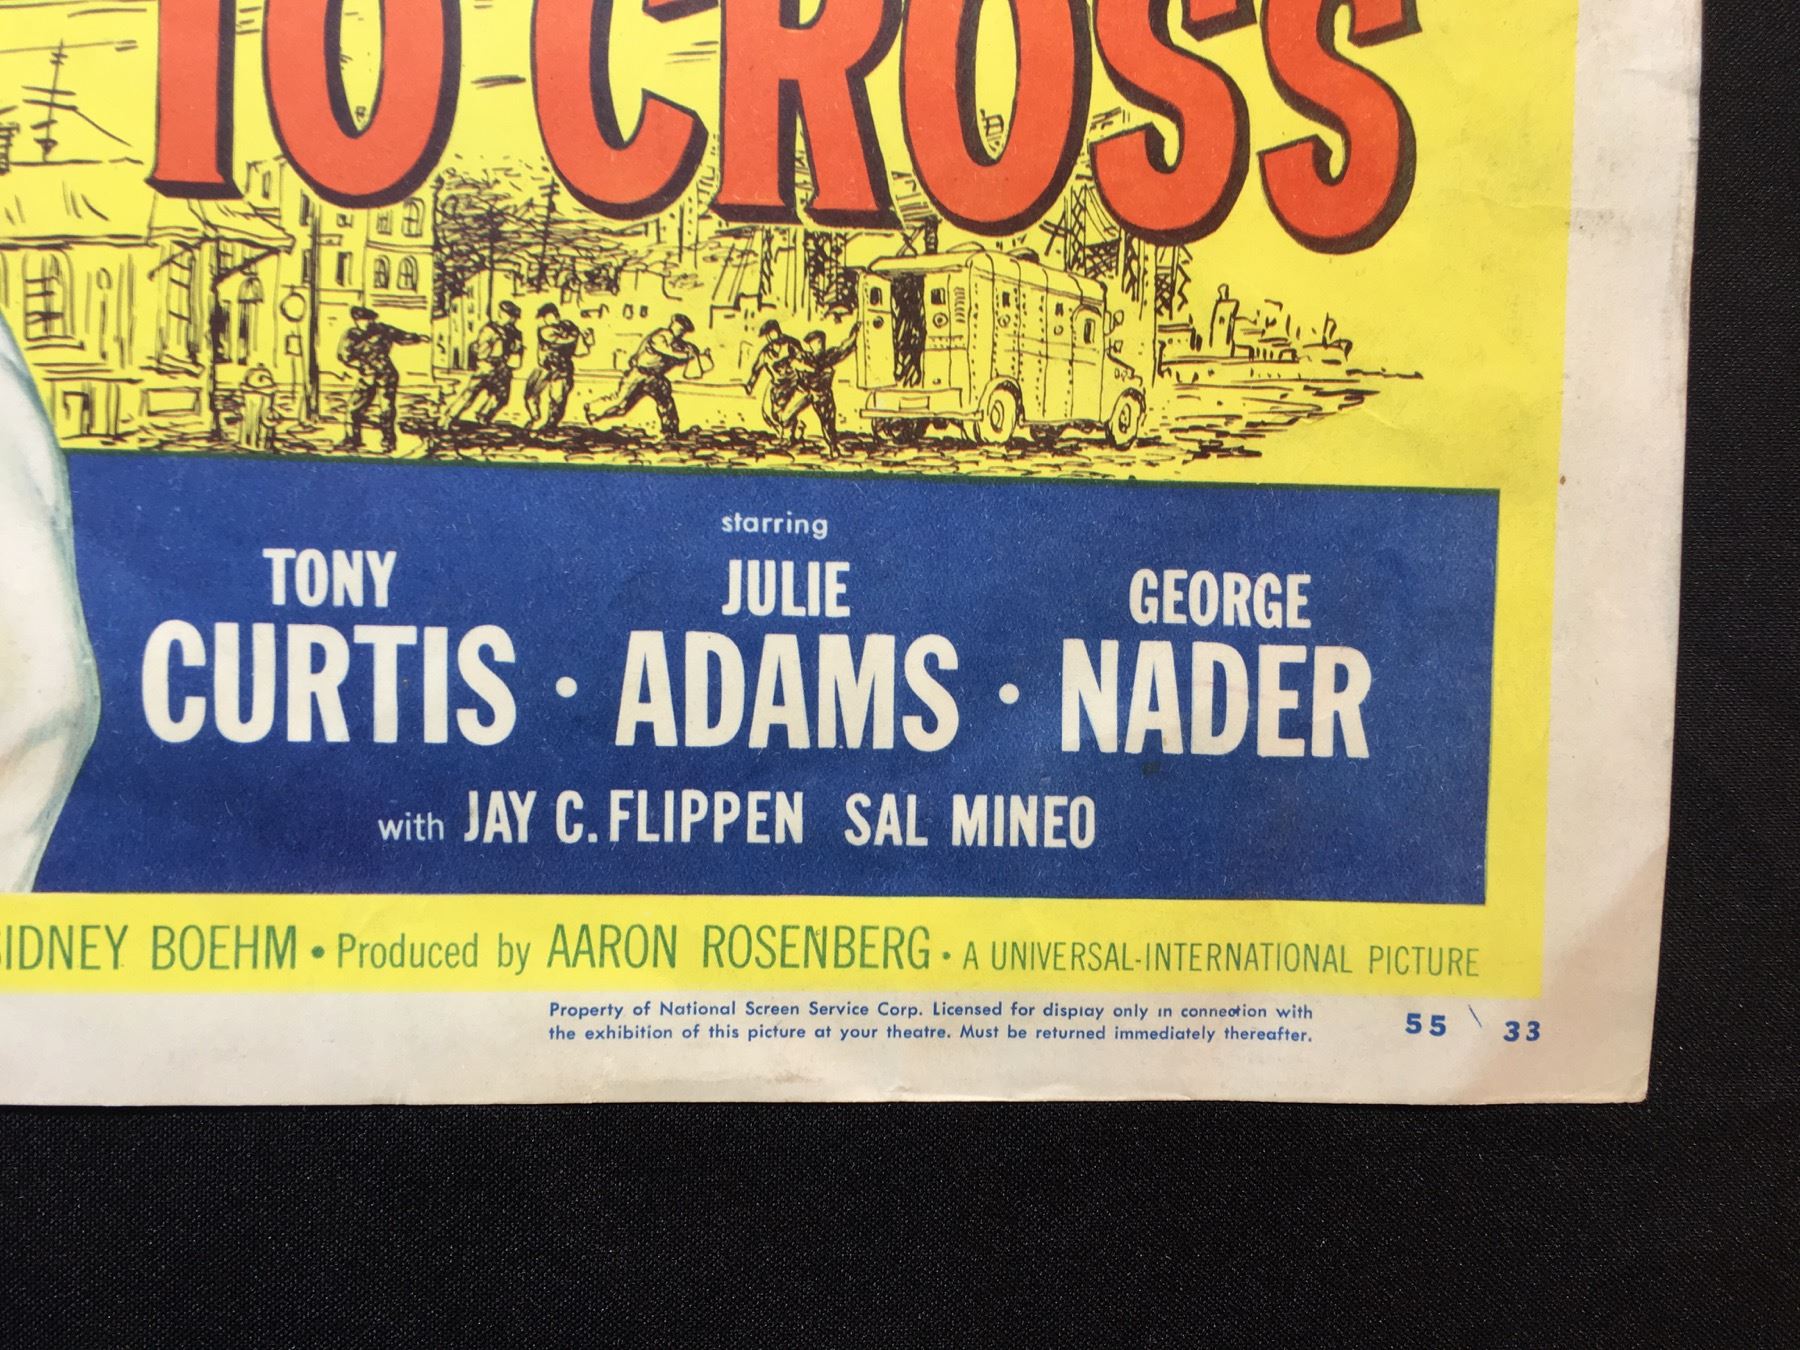 TO CROSS
starring
TONY CURTIS · JULIE ADAMS · GEORGE NADER
with JAY C. FLIPPEN SAL MINEO
SIDNEY BOEHM • Produced by AARON ROSENBERG • A UNIVERSAL-INTERNATIONAL PICTURE
Property of National Screen Service Corp. Licensed for display only in connection with
the exhibition of this picture at your theatre. Must be returned immediately thereafter.
55 \ 33